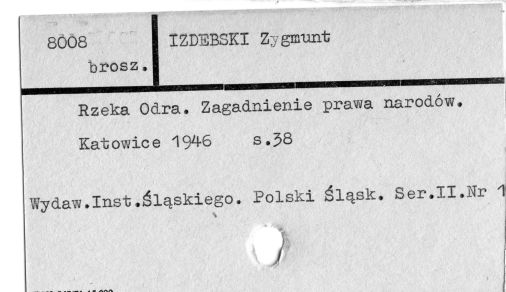 8008
brosz.
IZDEBSKI Zygmunt
Rzeka Odra. Zagadnienie prawa narodów.
Katowice 1946 s.38
Wydaw.Inst.Śląskiego. Polski Śląsk. Ser.II.Nr 1